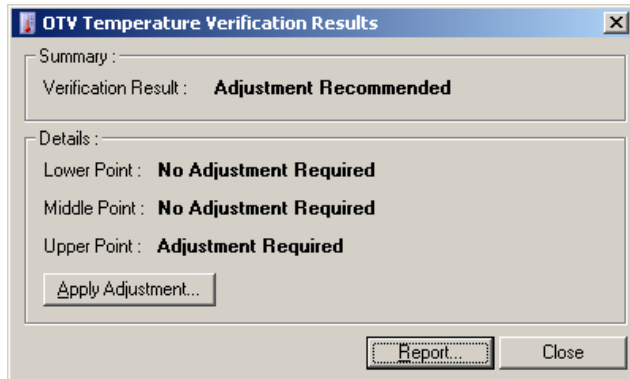 OTV Temperature Verification Results
Summary :
Verification Result : Adjustment Recommended
Details :
Lower Point : No Adjustment Required
Middle Point : No Adjustment Required
Upper Point : Adjustment Required
Apply Adjustment...
Report... Close